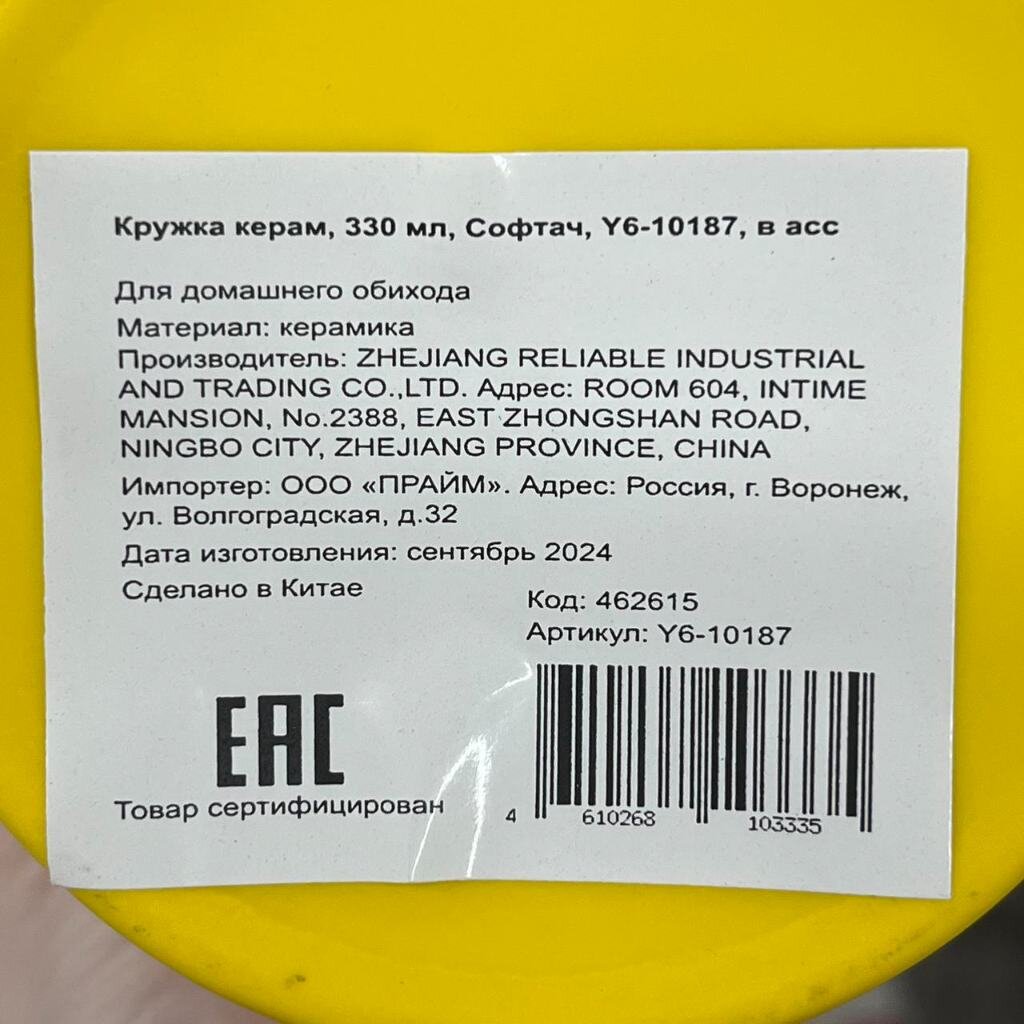 Кружка керам, 330 мл, Софтач, Y6-10187, в асс
Для домашнего обихода
Материал: керамика
Производитель: ZHEJIANG RELIABLE INDUSTRIAL
AND TRADING CO.,LTD. Адрес: ROOM 604, INTIME
MANSION, No.2388, EAST ZHONGSHAN ROAD,
NINGBO CITY, ZHEJIANG PROVINCE, CHINA
Импортер: ООО «ПРАЙМ». Адрес: Россия, г. Воронеж,
ул. Волгоградская, д.32
Дата изготовления: сентябрь 2024
Сделано в Китае
Код: 462615
Артикул: Y6-10187
EAC
Товар сертифицирован
4 610268 103335